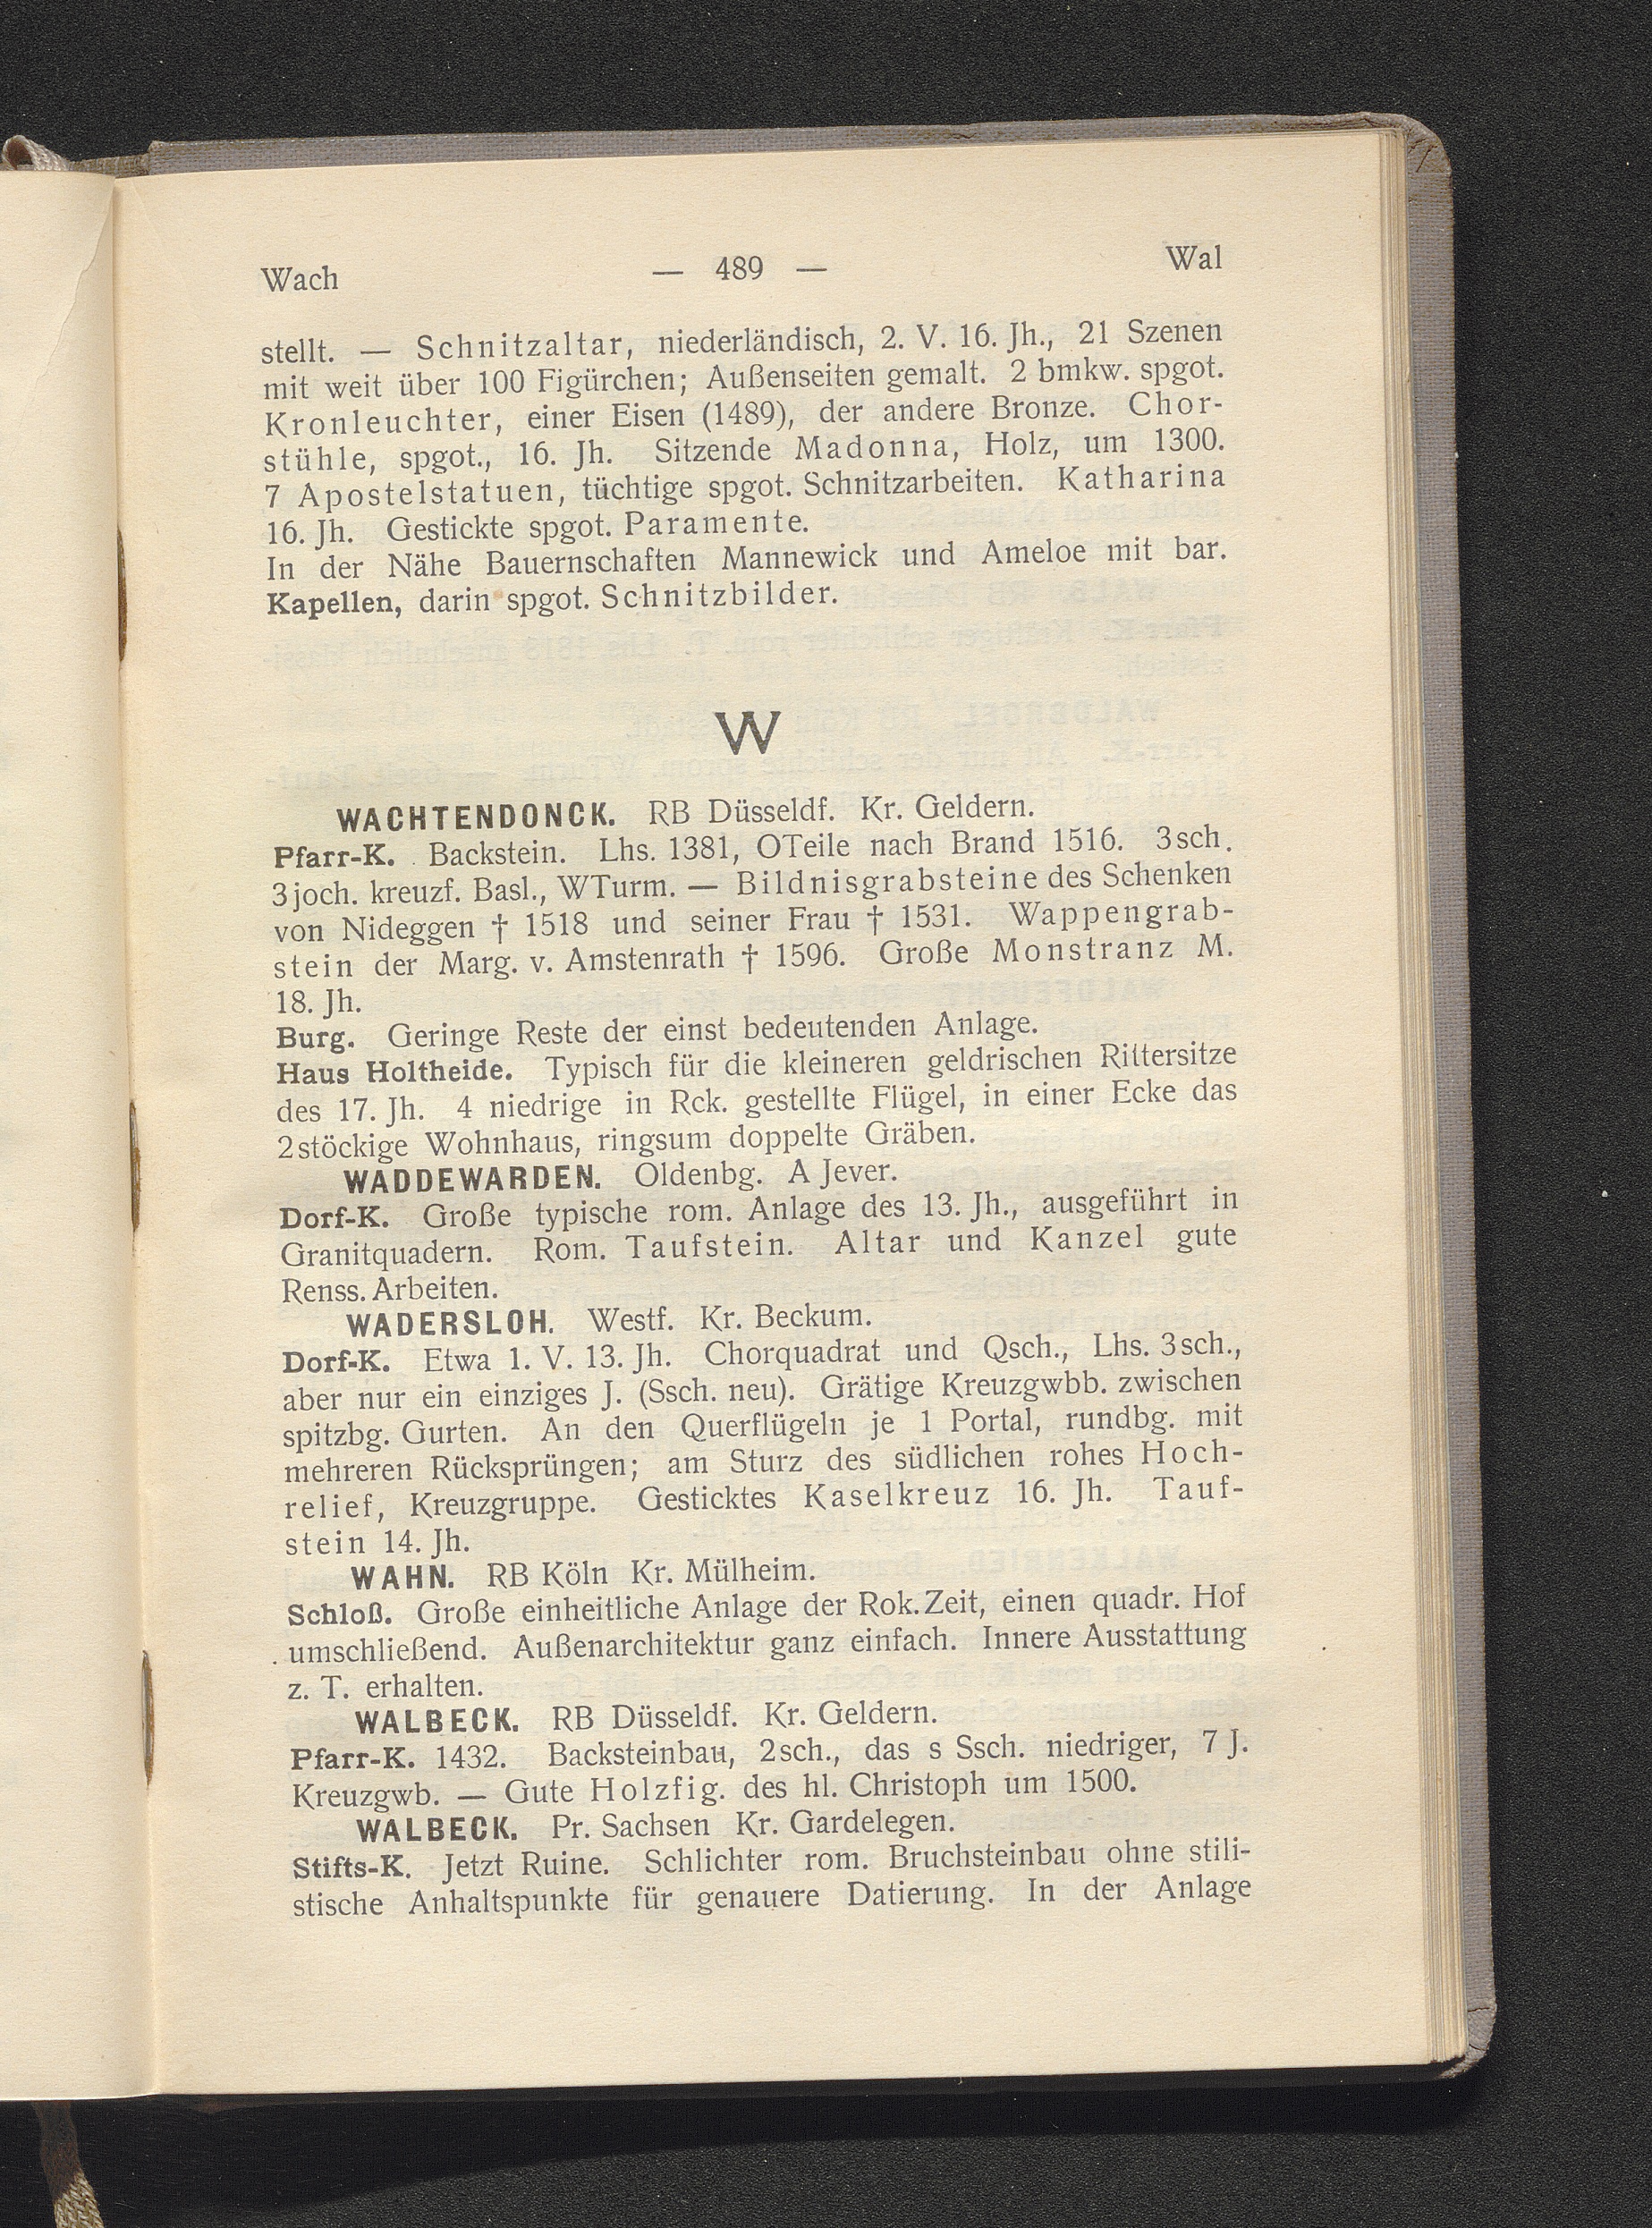 Wach — 489 — Wal
stellt. — Schnitzaltar, niederländisch, 2. V. 16. Jh., 21 Szenen
mit weit über 100 Figürchen; Außenseiten gemalt. 2 bmkw. spgot.
Kronleuchter, einer Eisen (1489), der andere Bronze. Chor-
stühle, spgot., 16. Jh. Sitzende Madonna, Holz, um 1300.
7 Apostelstatuen, tüchtige spgot. Schnitzarbeiten. Katharina
16. Jh. Gestickte spgot. Paramente.
In der Nähe Bauernschaften Mannewick und Ameloe mit bar.
Kapellen, darin spgot. Schnitzbilder.
W
WACHTENDONCK. RB Düsseldf. Kr. Geldern.
Pfarr-K. Backstein. Lhs. 1381, OTeile nach Brand 1516. 3sch.
3joch. kreuzf. Basl., WTurm. — Bildnisgrabsteine des Schenken
von Nideggen † 1518 und seiner Frau † 1531. Wappengrab-
stein der Marg. v. Amstenrath † 1596. Große Monstranz M.
18. Jh.
Burg. Geringe Reste der einst bedeutenden Anlage.
Haus Holtheide. Typisch für die kleineren geldrischen Rittersitze
des 17. Jh. 4 niedrige in Rck. gestellte Flügel, in einer Ecke das
2stöckige Wohnhaus, ringsum doppelte Gräben.
WADDEWARDEN. Oldenbg. A Jever.
Dorf-K. Große typische rom. Anlage des 13. Jh., ausgeführt in
Granitquadern. Rom. Taufstein. Altar und Kanzel gute
Renss. Arbeiten.
WADERSLOH. Westf. Kr. Beckum.
Dorf-K. Etwa 1. V. 13. Jh. Chorquadrat und Qsch., Lhs. 3sch.,
aber nur ein einziges J. (Ssch. neu). Grätige Kreuzgwbb. zwischen
spitzbg. Gurten. An den Querflügeln je 1 Portal, rundbg. mit
mehreren Rücksprüngen; am Sturz des südlichen rohes Hoch-
relief, Kreuzgruppe. Gesticktes Kaselkreuz 16. Jh. Tauf-
stein 14. Jh.
WAHN. RB Köln Kr. Mülheim.
Schloß. Große einheitliche Anlage der Rok. Zeit, einen quadr. Hof
umschließend. Außenarchitektur ganz einfach. Innere Ausstattung
z. T. erhalten.
WALBECK. RB Düsseldf. Kr. Geldern.
Pfarr-K. 1432. Backsteinbau, 2sch., das s Ssch. niedriger, 7 J.
Kreuzgwb. — Gute Holzfig. des hl. Christoph um 1500.
WALBECK. Pr. Sachsen Kr. Gardelegen.
Stifts-K. Jetzt Ruine. Schlichter rom. Bruchsteinbau ohne stili-
stische Anhaltspunkte für genauere Datierung. In der Anlage